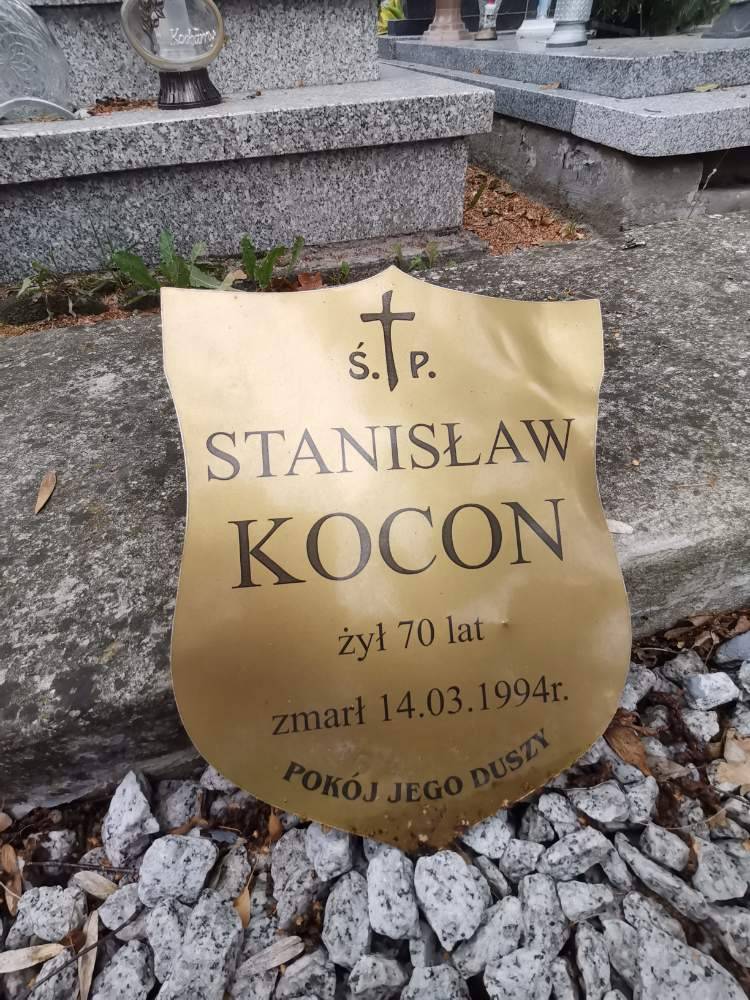 Ś. P.
STANISŁAW
KOCON
żył 70 lat
zmarł 14.03.1994r.
POKÓJ JEGO DUSZY